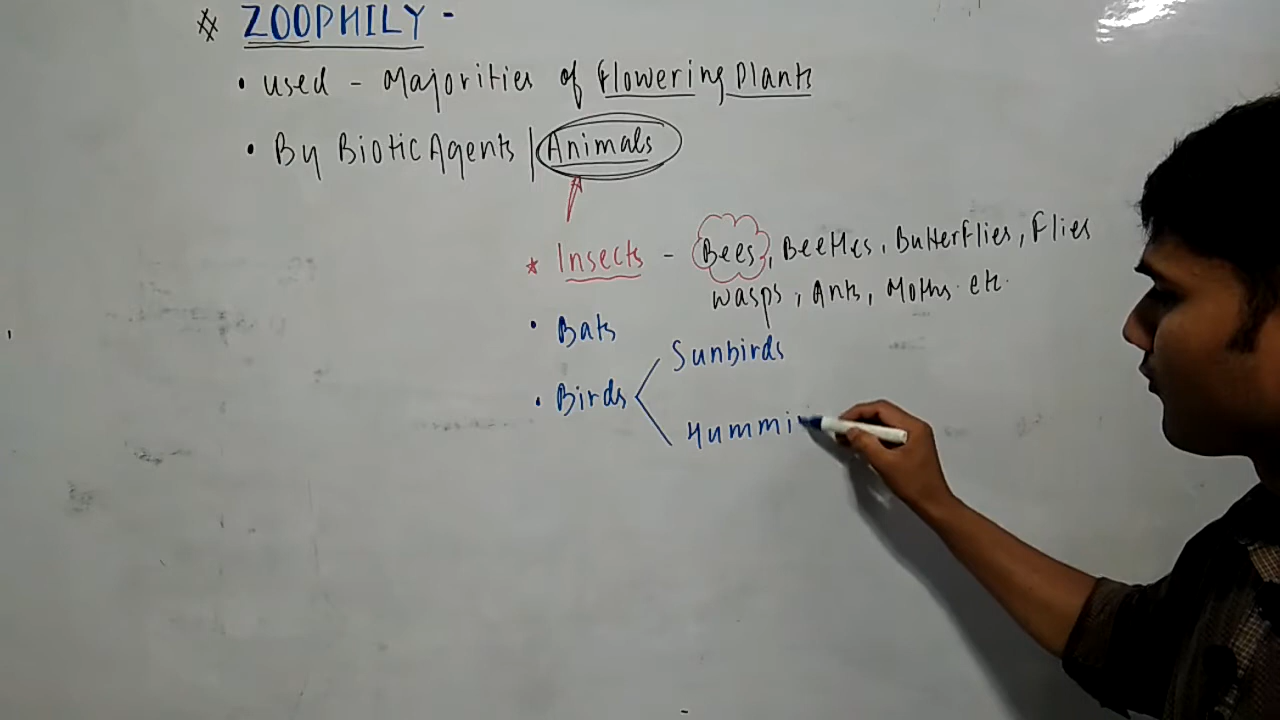 ZOOPHILY -
• Used - Majorities of Flowering Plants
• By Biotic Agents | Animals
* Insects - Bees, Beetles, Butterflies, Flies
Wasps, Ants, Moths etc.
• Bats
• Birds
Sunbirds
Hummi